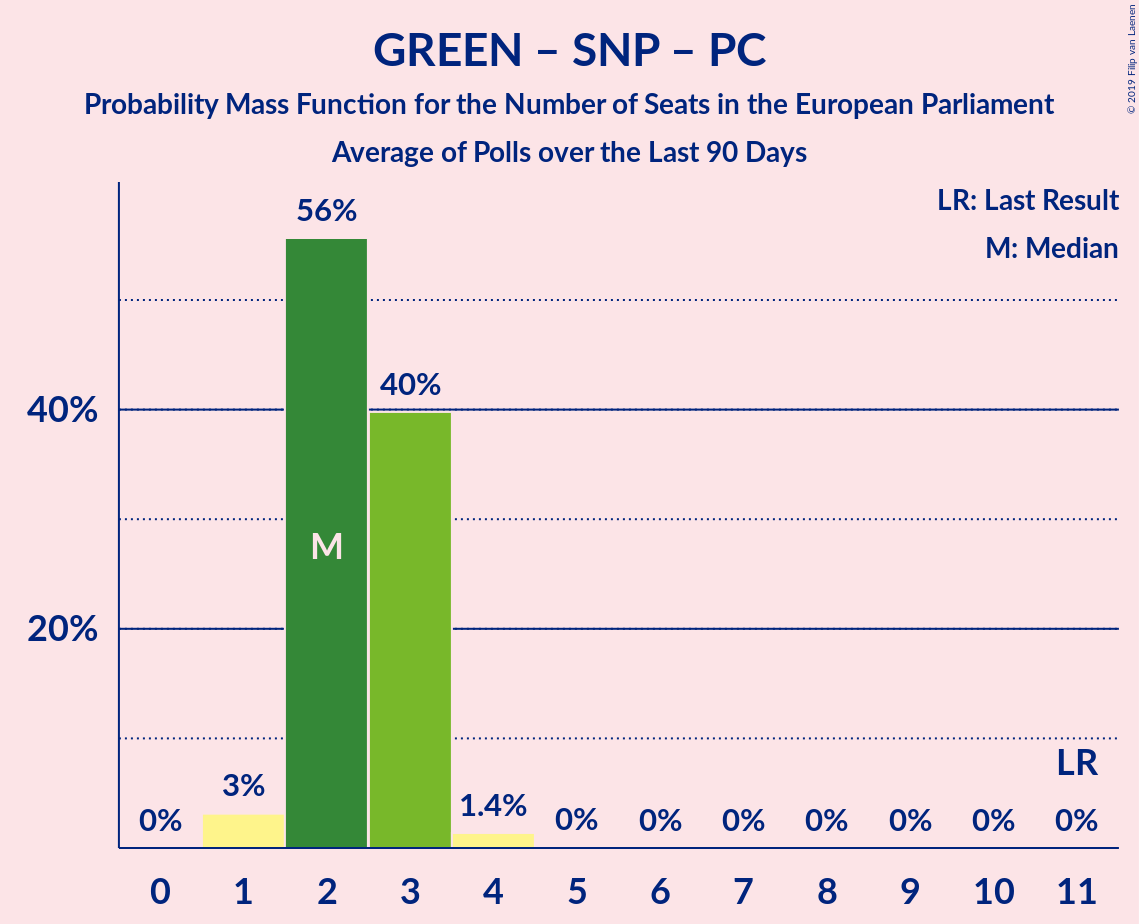 GREEN – SNP – PC
Probability Mass Function for the Number of Seats in the European Parliament
Average of Polls over the Last 90 Days
© 2019 Filip van Laenen
LR: Last Result
M: Median
56%
40%
40%
M
20%
LR
0% 3% 1.4% 0% 0% 0% 0% 0% 0% 0%
0 1 2 3 4 5 6 7 8 9 10 11